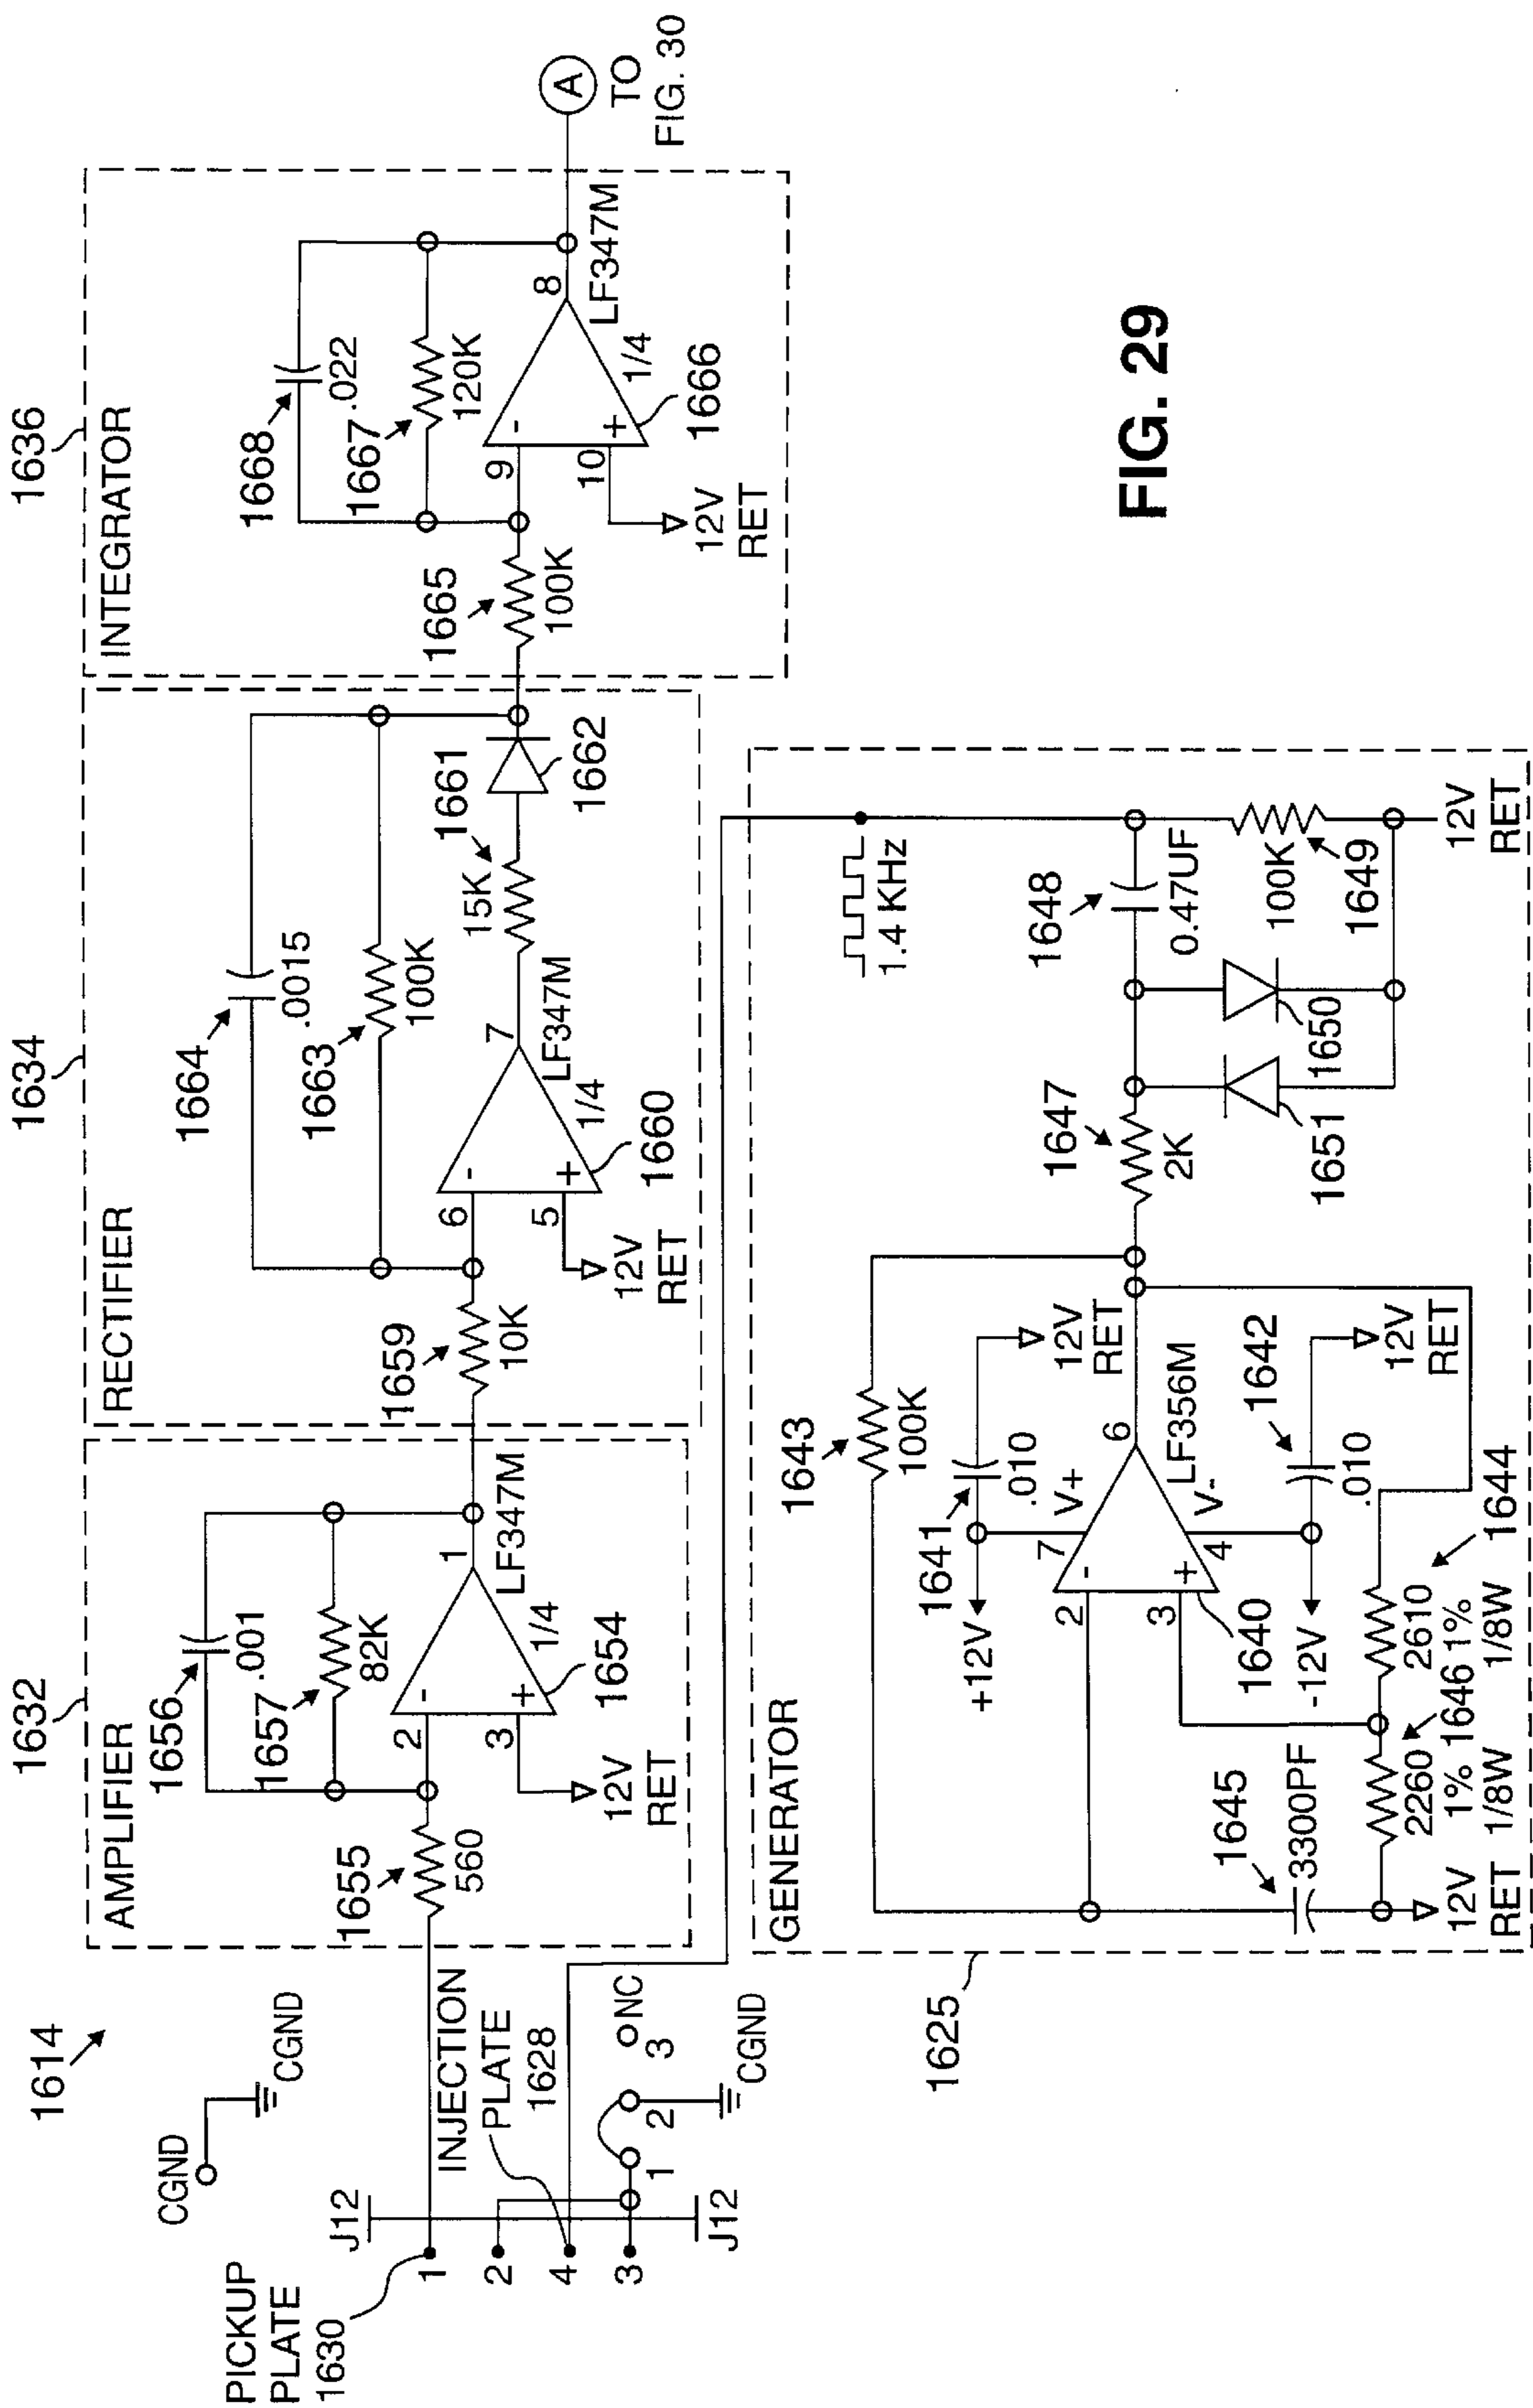 1614
CGND
CGND
PICKUP
PLATE
1630
J12
1
2
4
3
J12
INJECTION
PLATE
1628
1
2
3
NC
CGND
1632
AMPLIFIER
1655
560
1656
.001
1657
82K
2
3
-
+
1
LF347M
1/4
1654
12V
RET
1634
RECTIFIER
1659
10K
1664
.0015
1663
100K
6
5
-
+
7
LF347M
1/4
1660
12V
RET
15K
1661
1662
1636
INTEGRATOR
1665
100K
1668
.022
1667
120K
9
10
-
+
8
LF347M
1/4
1666
12V
RET
A
TO
FIG. 30
1625
GENERATOR
1643
100K
1641
.010
12V
RET
+12V
7
V+
2
3
-
+
6
LF356M
4
V-
1640
-12V
1642
.010
12V
RET
1645
3300PF
2260
1%
1/8W
1646
2610
1%
1/8W
1644
12V
RET
1647
2K
1651
1650
1648
0.47UF
100K
1649
12V
RET
1.4 KHz
FIG. 29